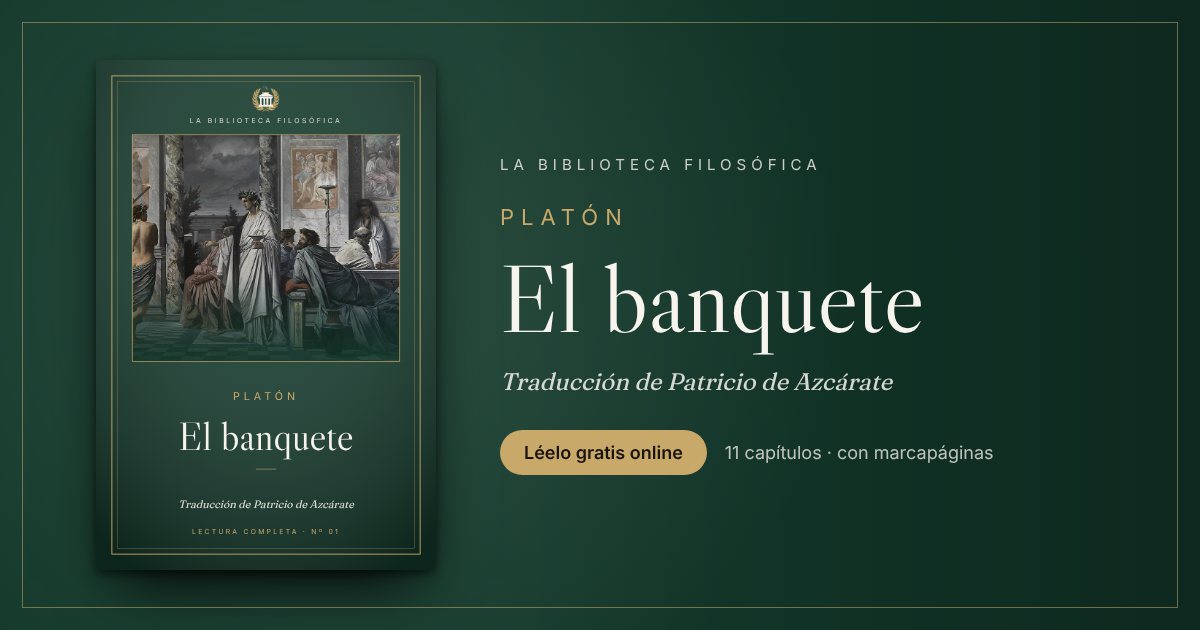 LA BIBLIOTECA FILOSÓFICA
PLATÓN
El banquete
Traducción de Patricio de Azcárate
LECTURA COMPLETA · Nº 01
LA BIBLIOTECA FILOSÓFICA
PLATÓN
El banquete
Traducción de Patricio de Azcárate
Léelo gratis online
11 capítulos · con marcapáginas